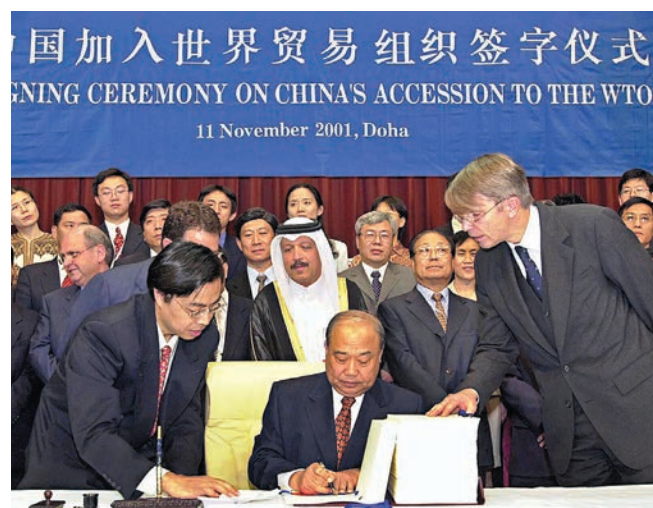 中国加入世界贸易组织签字仪式
GNING CEREMONY ON CHINA'S ACCESSION TO THE WTO
11 November 2001, Doha